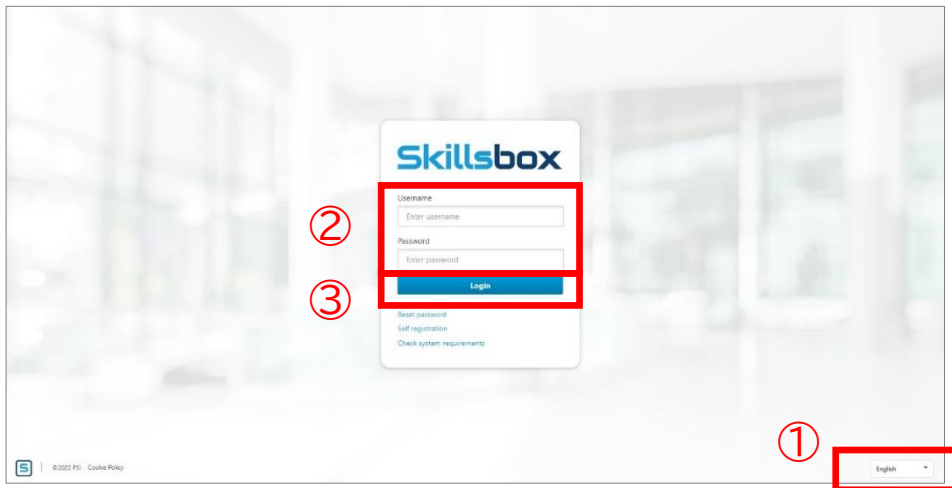 Skillsbox
Username
Enter username
②
Password
Enter password
③
Login
Reset password
Self registration
Check system requirements
①
S | ©2022 PSI Cookie Policy
English